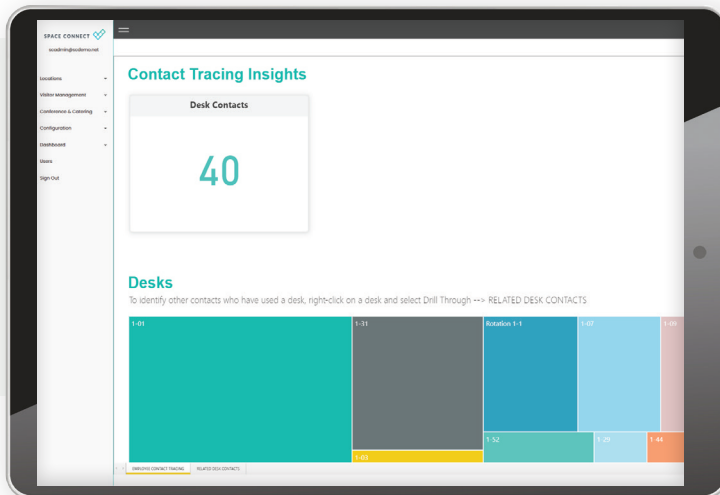 SPACE CONNECT
scadmin@scdemo.net
Locations
Visitor Management
Conference & Catering
Configuration
Dashboard
Users
Sign Out
Contact Tracing Insights
Desk Contacts
40
Desks
To identify other contacts who have used a desk, right-click on a desk and select Drill Through --> RELATED DESK CONTACTS
1-01
1-31
Rotation 1-1
1-07
1-09
1-52
1-29
1-44
1-03
EMPLOYEE CONTACT TRACING
RELATED DESK CONTACTS